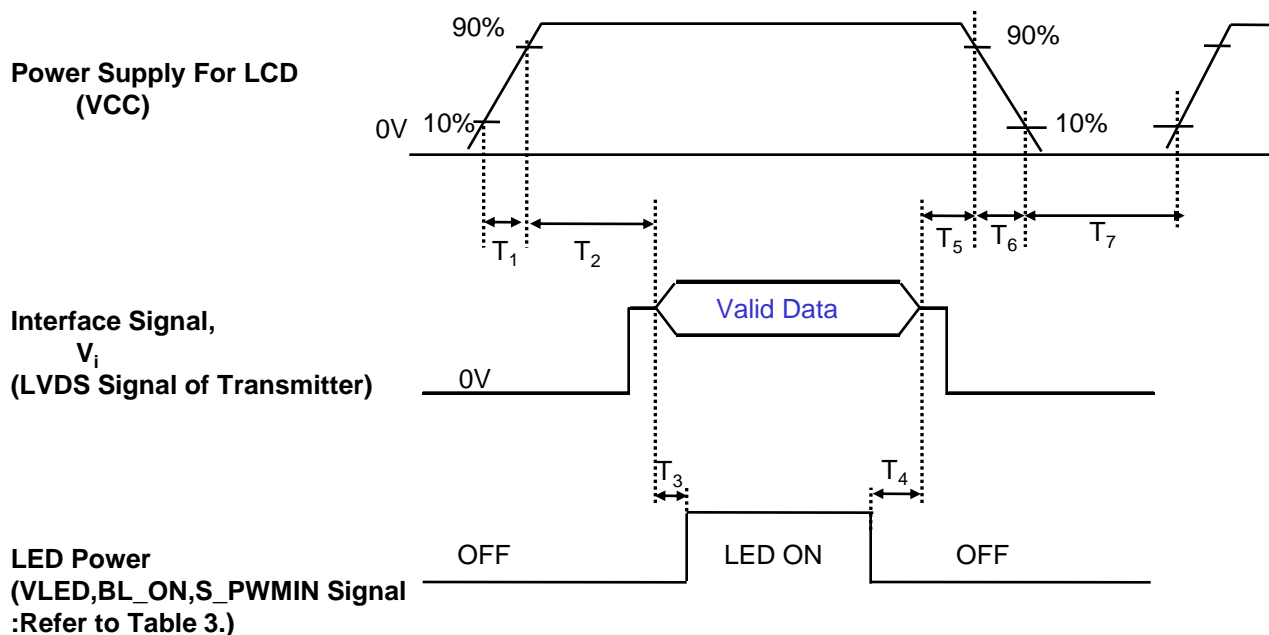 90%
90%
Power Supply For LCD
(VCC)
0V
10%
10%
T1
T2
T5
T6
T7
Valid Data
Interface Signal,
Vi
(LVDS Signal of Transmitter)
0V
T3
T4
OFF
LED ON
OFF
LED Power
(VLED,BL_ON,S_PWMIN Signal
:Refer to Table 3.)